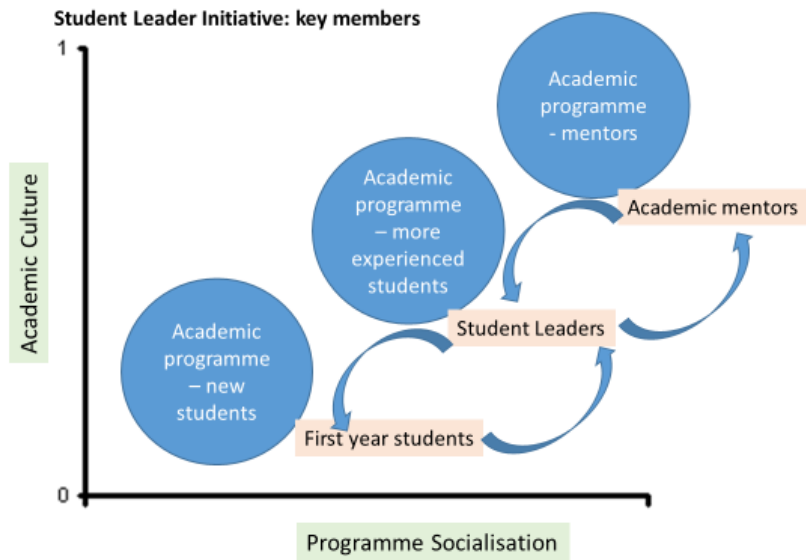 Student Leader Initiative: key members
1
Academic
programme
- mentors
Academic
programme
– more
experienced
students
Academic mentors
Academic Culture
Student Leaders
Academic
programme
– new
students
First year students
0
Programme Socialisation